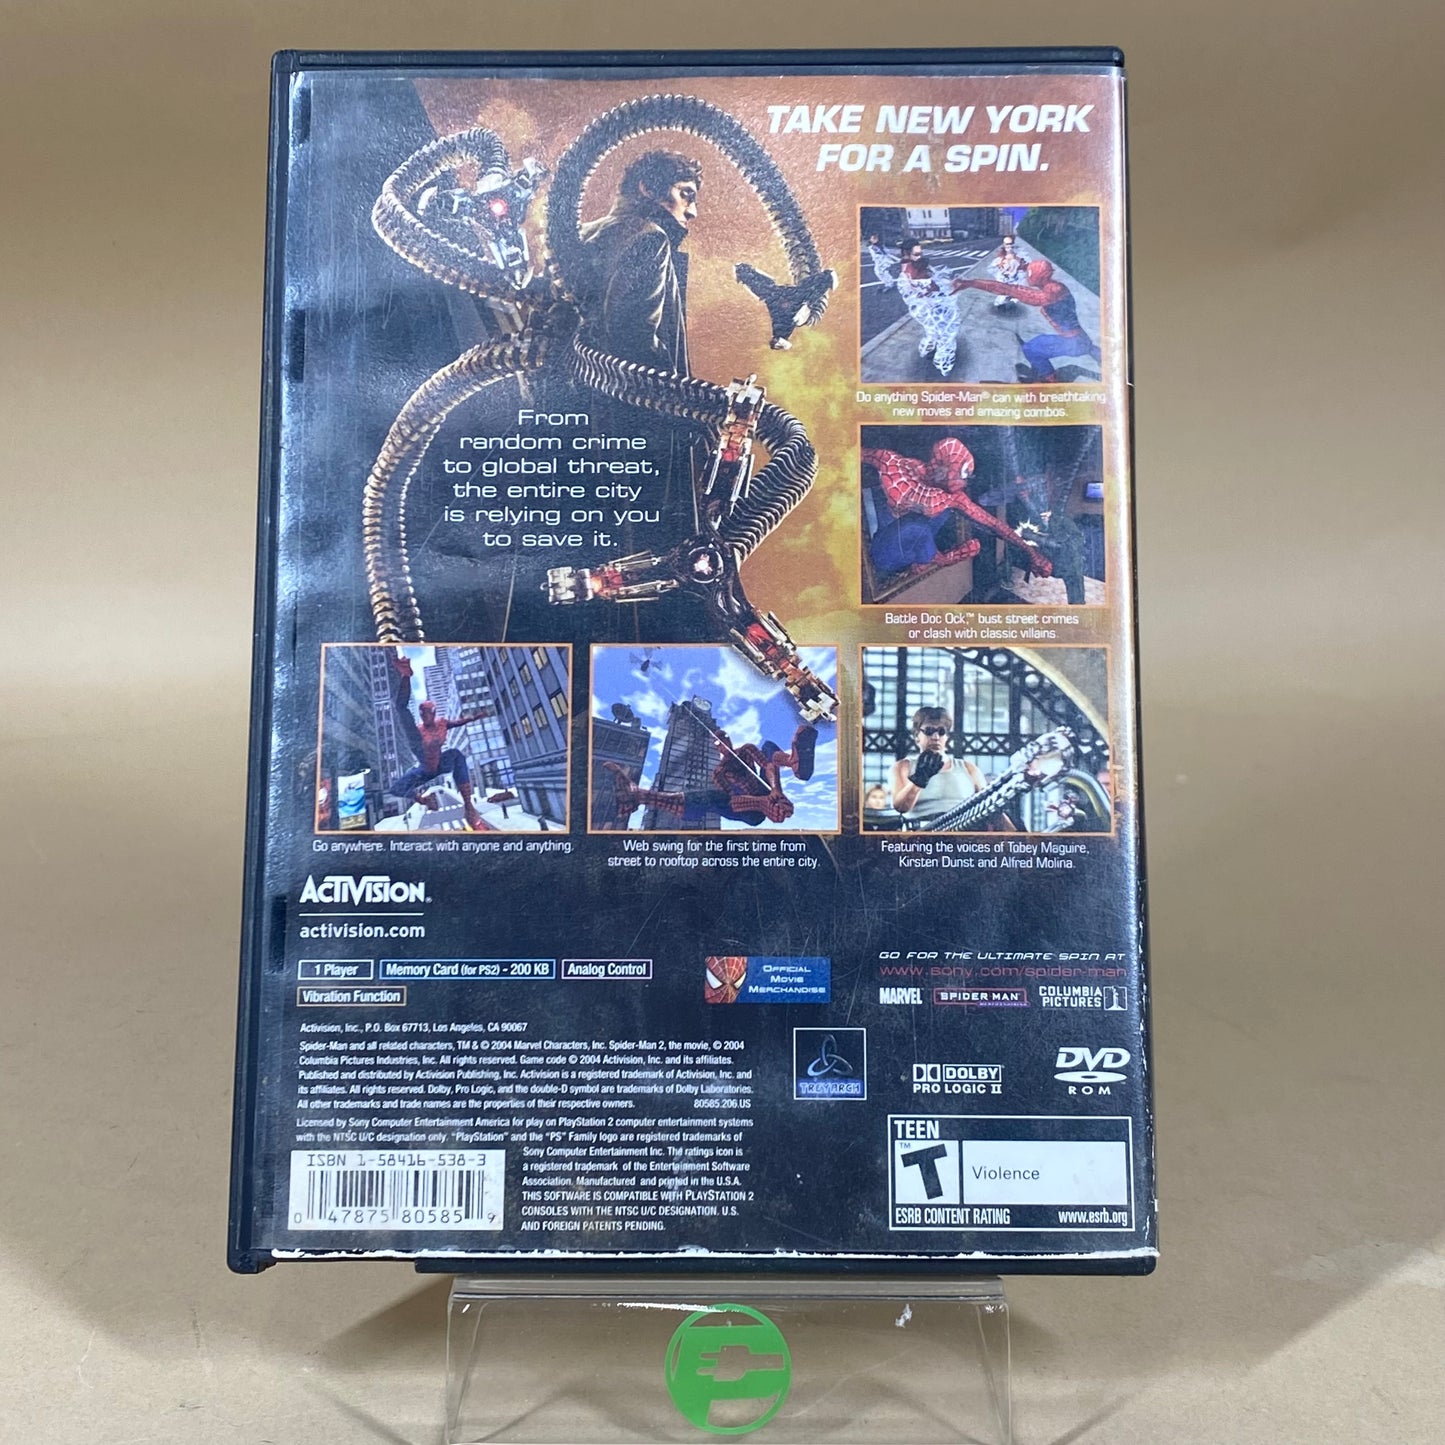 TAKE NEW YORK
FOR A SPIN.
Do anything Spider-Man® can with breathtaking
new moves and amazing combos.
From
random crime
to global threat,
the entire city
is relying on you
to save it.
Battle Doc Ock,™ bust street crimes
or clash with classic villains.
Go anywhere. Interact with anyone and anything.
Web swing for the first time from
street to rooftop across the entire city.
Featuring the voices of Tobey Maguire,
Kirsten Dunst and Alfred Molina.
ACTIVISION®
activision.com
1 Player
Memory Card (for PS2) - 200 KB
Analog Control
Vibration Function
OFFICIAL
MOVIE
MERCHANDISE
GO FOR THE ULTIMATE SPIN AT
www.sony.com/spider-man
MARVEL
SPIDER-MAN
COLUMBIA
PICTURES
Activision, Inc., P.O. Box 67713, Los Angeles, CA 90067
Spider-Man and all related characters, TM & © 2004 Marvel Characters, Inc. Spider-Man 2, the movie, © 2004
Columbia Pictures Industries, Inc. All rights reserved. Game code © 2004 Activision, Inc. and its affiliates.
Published and distributed by Activision Publishing, Inc. Activision is a registered trademark of Activision, Inc. and
its affiliates. All rights reserved. Dolby, Pro Logic, and the double-D symbol are trademarks of Dolby Laboratories.
All other trademarks and trade names are the properties of their respective owners.
80585.206.US
Licensed by Sony Computer Entertainment America for play on PlayStation 2 computer entertainment systems
with the NTSC U/C designation only. "PlayStation" and the "PS" Family logo are registered trademarks of
Sony Computer Entertainment Inc. The ratings icon is
a registered trademark of the Entertainment Software
Association. Manufactured and printed in the U.S.A.
THIS SOFTWARE IS COMPATIBLE WITH PLAYSTATION 2
CONSOLES WITH THE NTSC U/C DESIGNATION. U.S.
AND FOREIGN PATENTS PENDING.
ISBN 1-58416-538-3
0 47875 80585 9
TREYARCH
DOLBY
PRO LOGIC II
DVD
ROM
TEEN
T™
Violence
ESRB CONTENT RATING
www.esrb.org